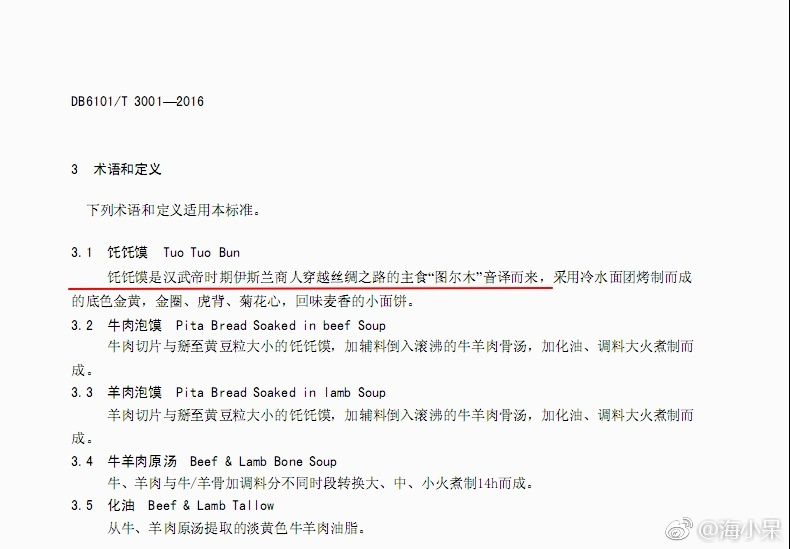 DB6101/T 3001—2016
3 术语和定义
下列术语和定义适用本标准。
3.1 饦饦馍 Tuo Tuo Bun
饦饦馍是汉武帝时期伊斯兰商人穿越丝绸之路的主食“图尔木”音译而来，采用冷水面团烤制而成
的底色金黄，金圈、虎背、菊花心，回味麦香的小面饼。
3.2 牛肉泡馍 Pita Bread Soaked in beef Soup
牛肉切片与掰至黄豆粒大小的饦饦馍，加辅料倒入滚沸的牛羊肉骨汤，加化油、调料大火煮制而
成。
3.3 羊肉泡馍 Pita Bread Soaked in lamb Soup
羊肉切片与掰至黄豆粒大小的饦饦馍，加辅料倒入滚沸的牛羊肉骨汤，加化油、调料大火煮制而
成。
3.4 牛羊肉原汤 Beef & Lamb Bone Soup
牛、羊肉与牛/羊骨加调料分不同时段转换大、中、小火煮制14h而成。
3.5 化油 Beef & Lamb Tallow
从牛、羊肉原汤提取的淡黄色牛羊肉油脂。
@海小呆